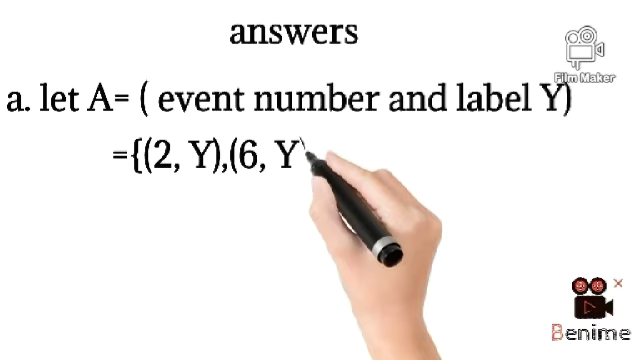 answers
Film Maker
a. let A= ( event number and label Y)
={(2, Y),(6, Y)
Benime